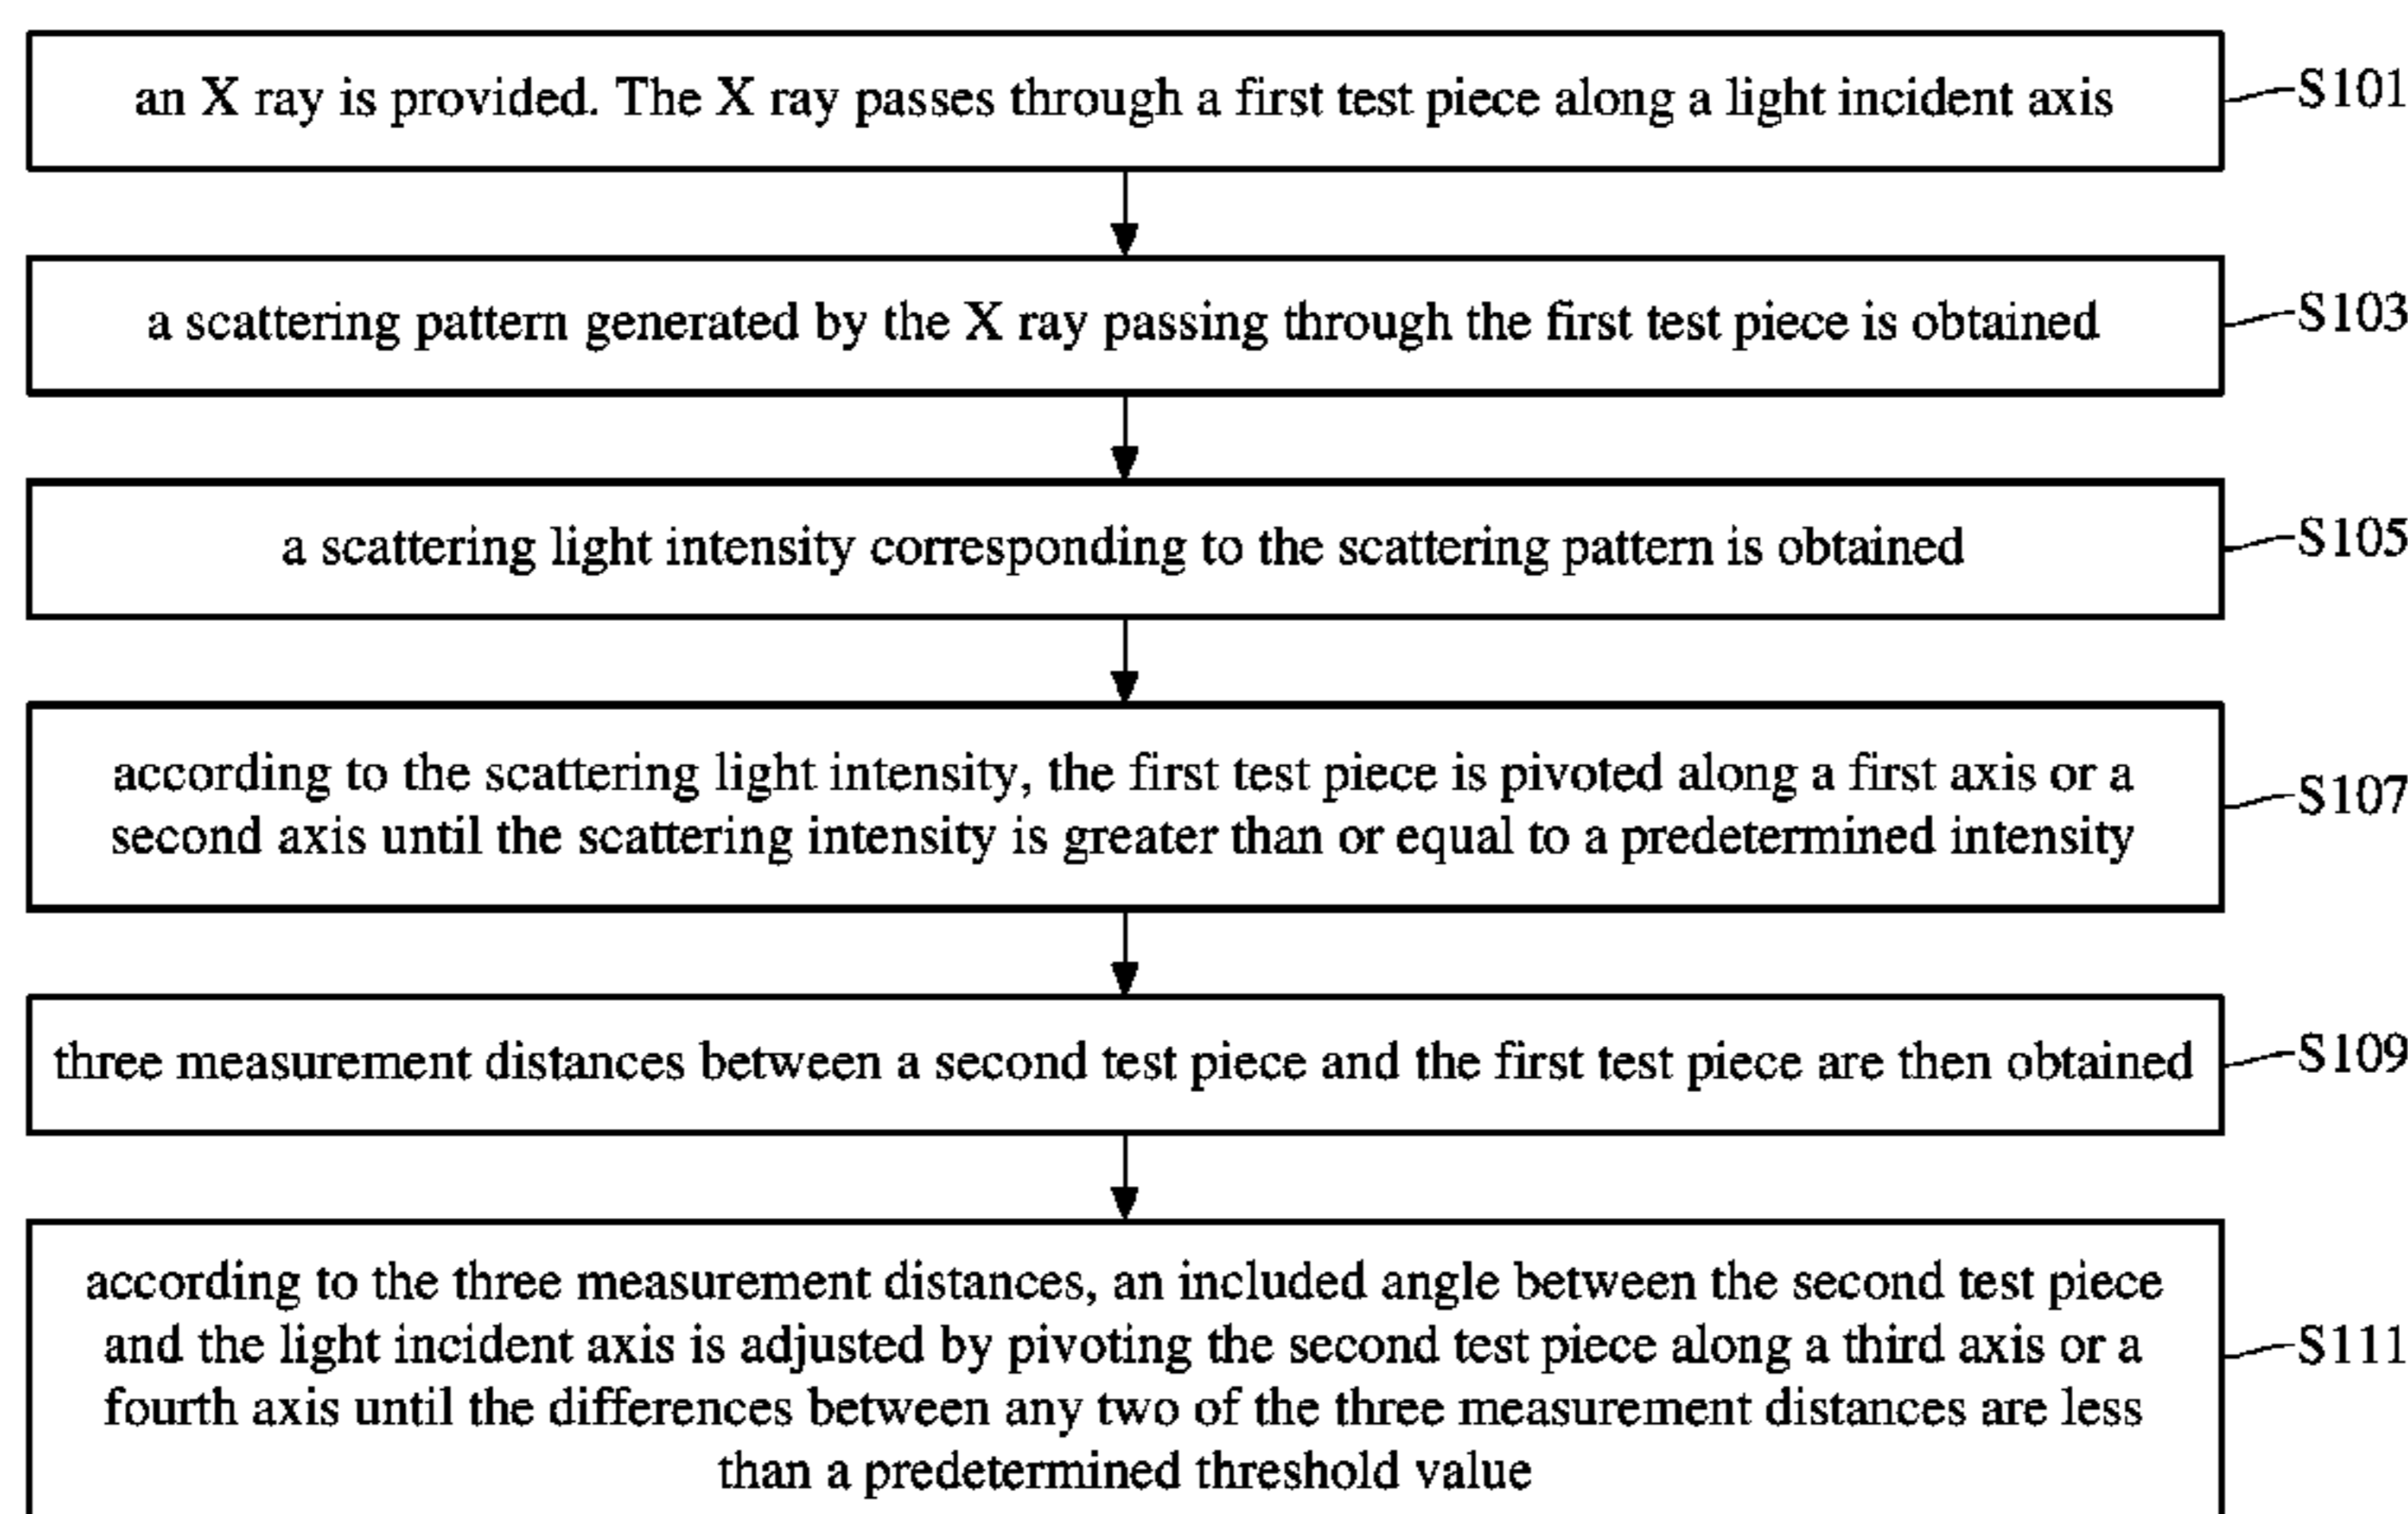 an X ray is provided. The X ray passes through a first test piece along a light incident axis
S101
a scattering pattern generated by the X ray passing through the first test piece is obtained
S103
a scattering light intensity corresponding to the scattering pattern is obtained
S105
according to the scattering light intensity, the first test piece is pivoted along a first axis or a
second axis until the scattering intensity is greater than or equal to a predetermined intensity
S107
three measurement distances between a second test piece and the first test piece are then obtained
S109
according to the three measurement distances, an included angle between the second test piece
and the light incident axis is adjusted by pivoting the second test piece along a third axis or a
fourth axis until the differences between any two of the three measurement distances are less
than a predetermined threshold value
S111